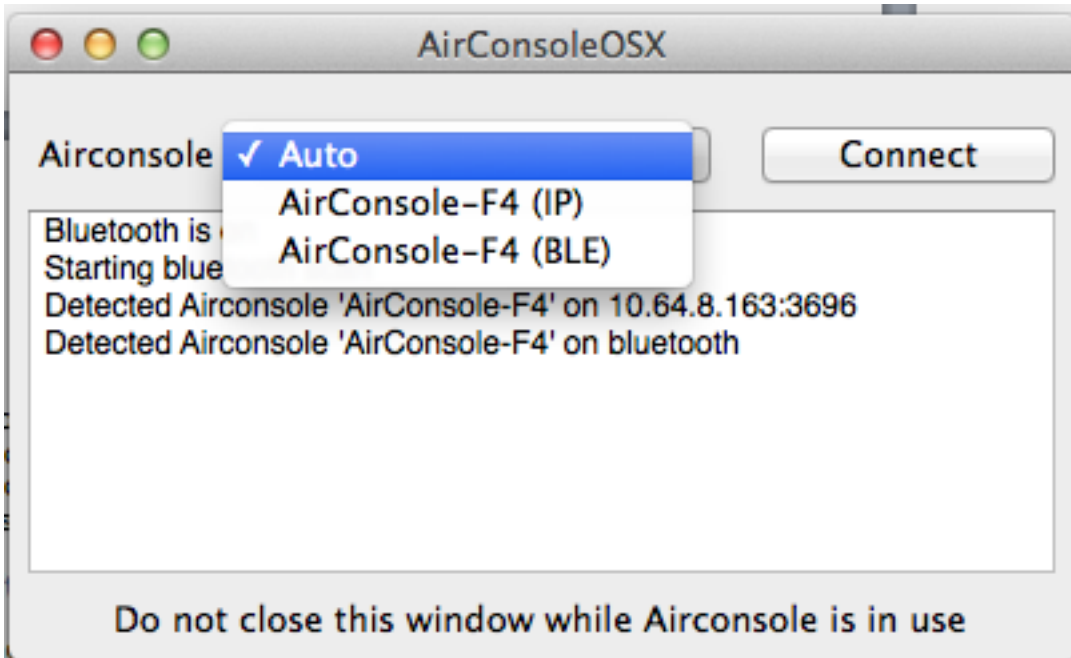 AirConsoleOSX
Airconsole ✓ Auto Connect
AirConsole-F4 (IP)
AirConsole-F4 (BLE)
Bluetooth is
Starting blue
Detected Airconsole 'AirConsole-F4' on 10.64.8.163:3696
Detected Airconsole 'AirConsole-F4' on bluetooth
Do not close this window while Airconsole is in use